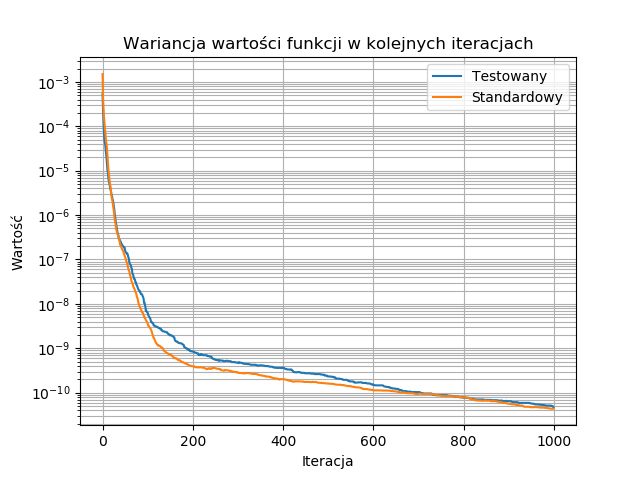 Wariancja wartości funkcji w kolejnych iteracjach
Testowany
Standardowy
10⁻³
10⁻⁴
10⁻⁵
10⁻⁶
10⁻⁷
10⁻⁸
10⁻⁹
10⁻¹⁰
Wartość
0 200 400 600 800 1000
Iteracja